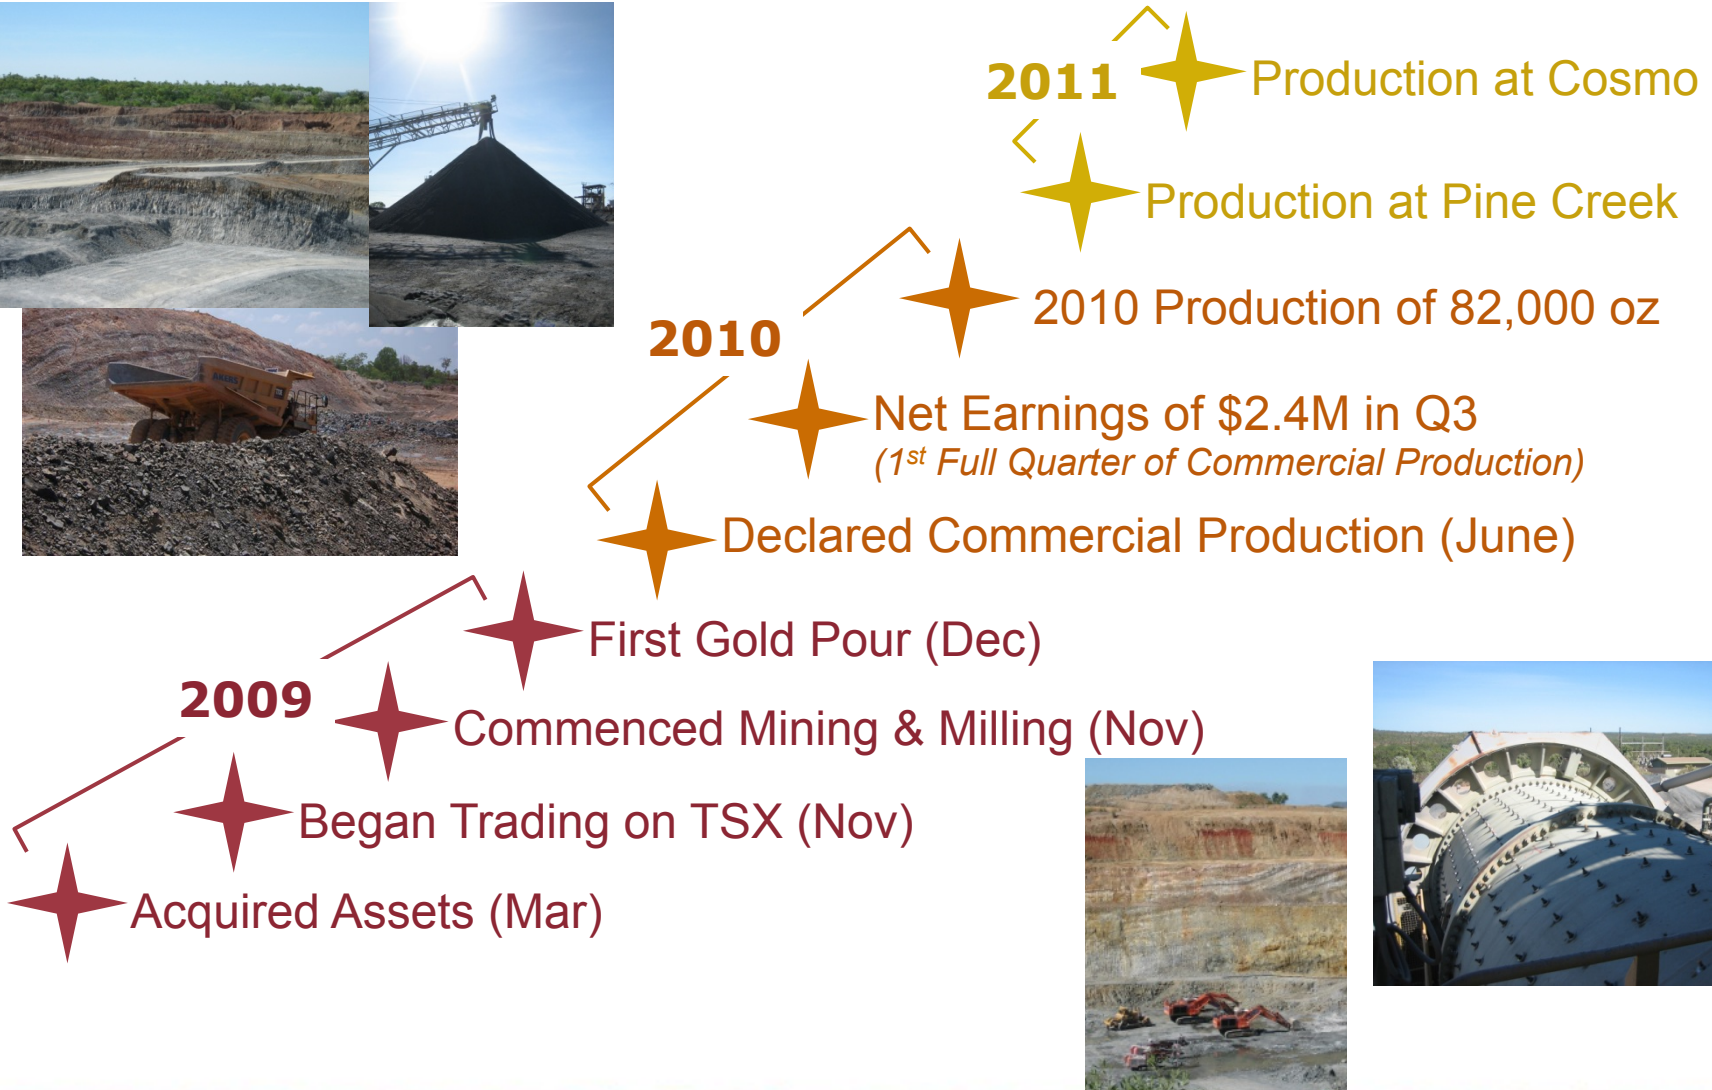 2011
Production at Cosmo
Production at Pine Creek
2010
2010 Production of 82,000 oz
Net Earnings of $2.4M in Q3
(1st Full Quarter of Commercial Production)
Declared Commercial Production (June)
2009
First Gold Pour (Dec)
Commenced Mining & Milling (Nov)
Began Trading on TSX (Nov)
Acquired Assets (Mar)